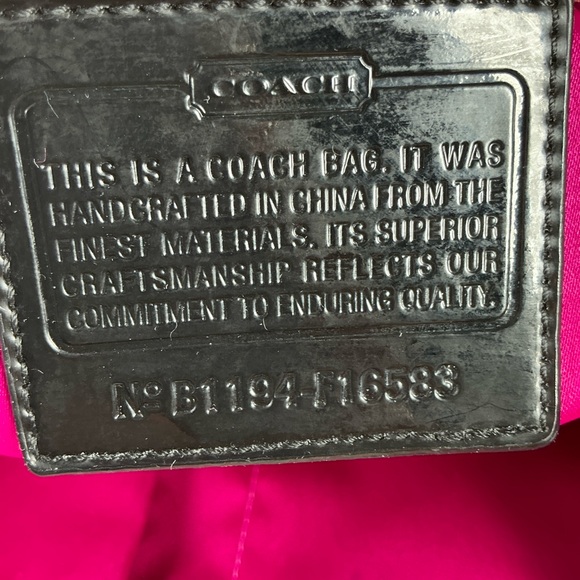 COACH
THIS IS A COACH BAG. IT WAS
HANDCRAFTED IN CHINA FROM THE
FINEST MATERIALS. ITS SUPERIOR
CRAFTSMANSHIP REFLECTS OUR
COMMITMENT TO ENDURING QUALITY.
Nº B1194-F16583